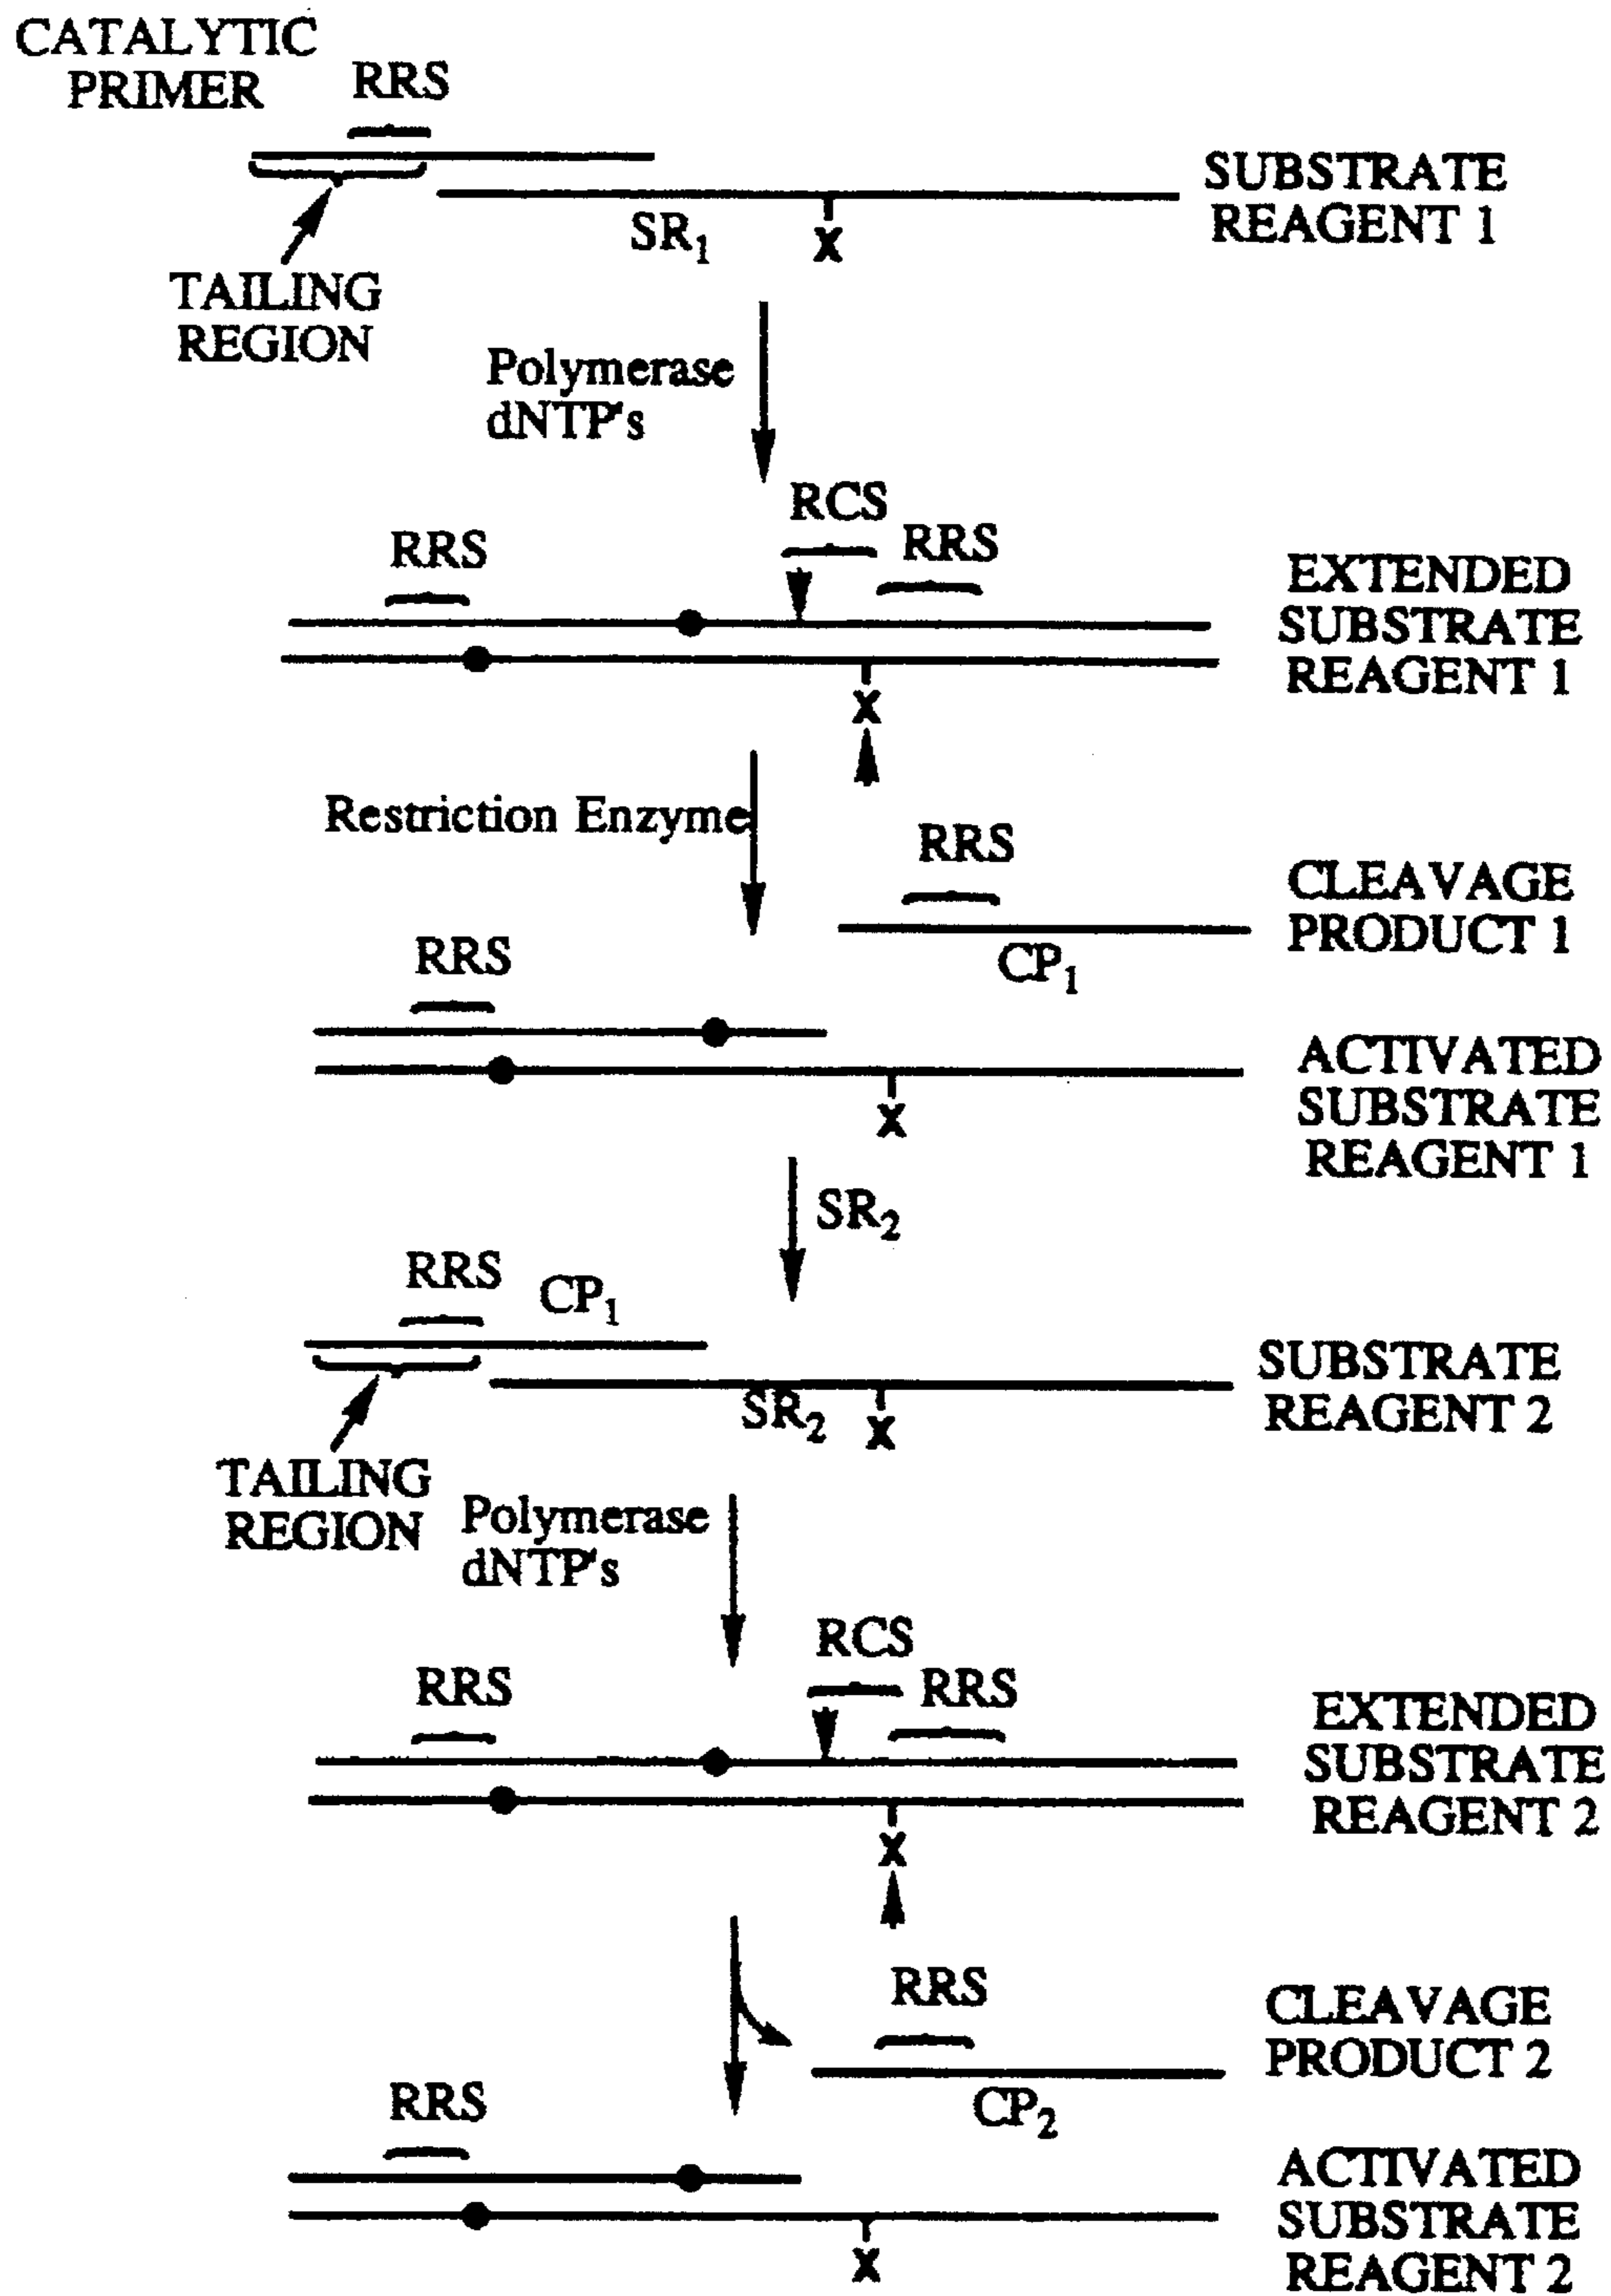 CATALYTIC
PRIMER
RRS
SUBSTRATE
REAGENT 1
SR1
X
TAILING
REGION
Polymerase
dNTP's
RCS
RRS
RRS
EXTENDED
SUBSTRATE
REAGENT 1
X
Restriction Enzyme
RRS
CLEAVAGE
PRODUCT 1
CP1
RRS
ACTIVATED
SUBSTRATE
REAGENT 1
X
SR2
RRS
CP1
SUBSTRATE
REAGENT 2
SR2
X
TAILING
REGION
Polymerase
dNTP's
RCS
RRS
RRS
EXTENDED
SUBSTRATE
REAGENT 2
X
RRS
CLEAVAGE
PRODUCT 2
CP2
RRS
ACTIVATED
SUBSTRATE
REAGENT 2
X